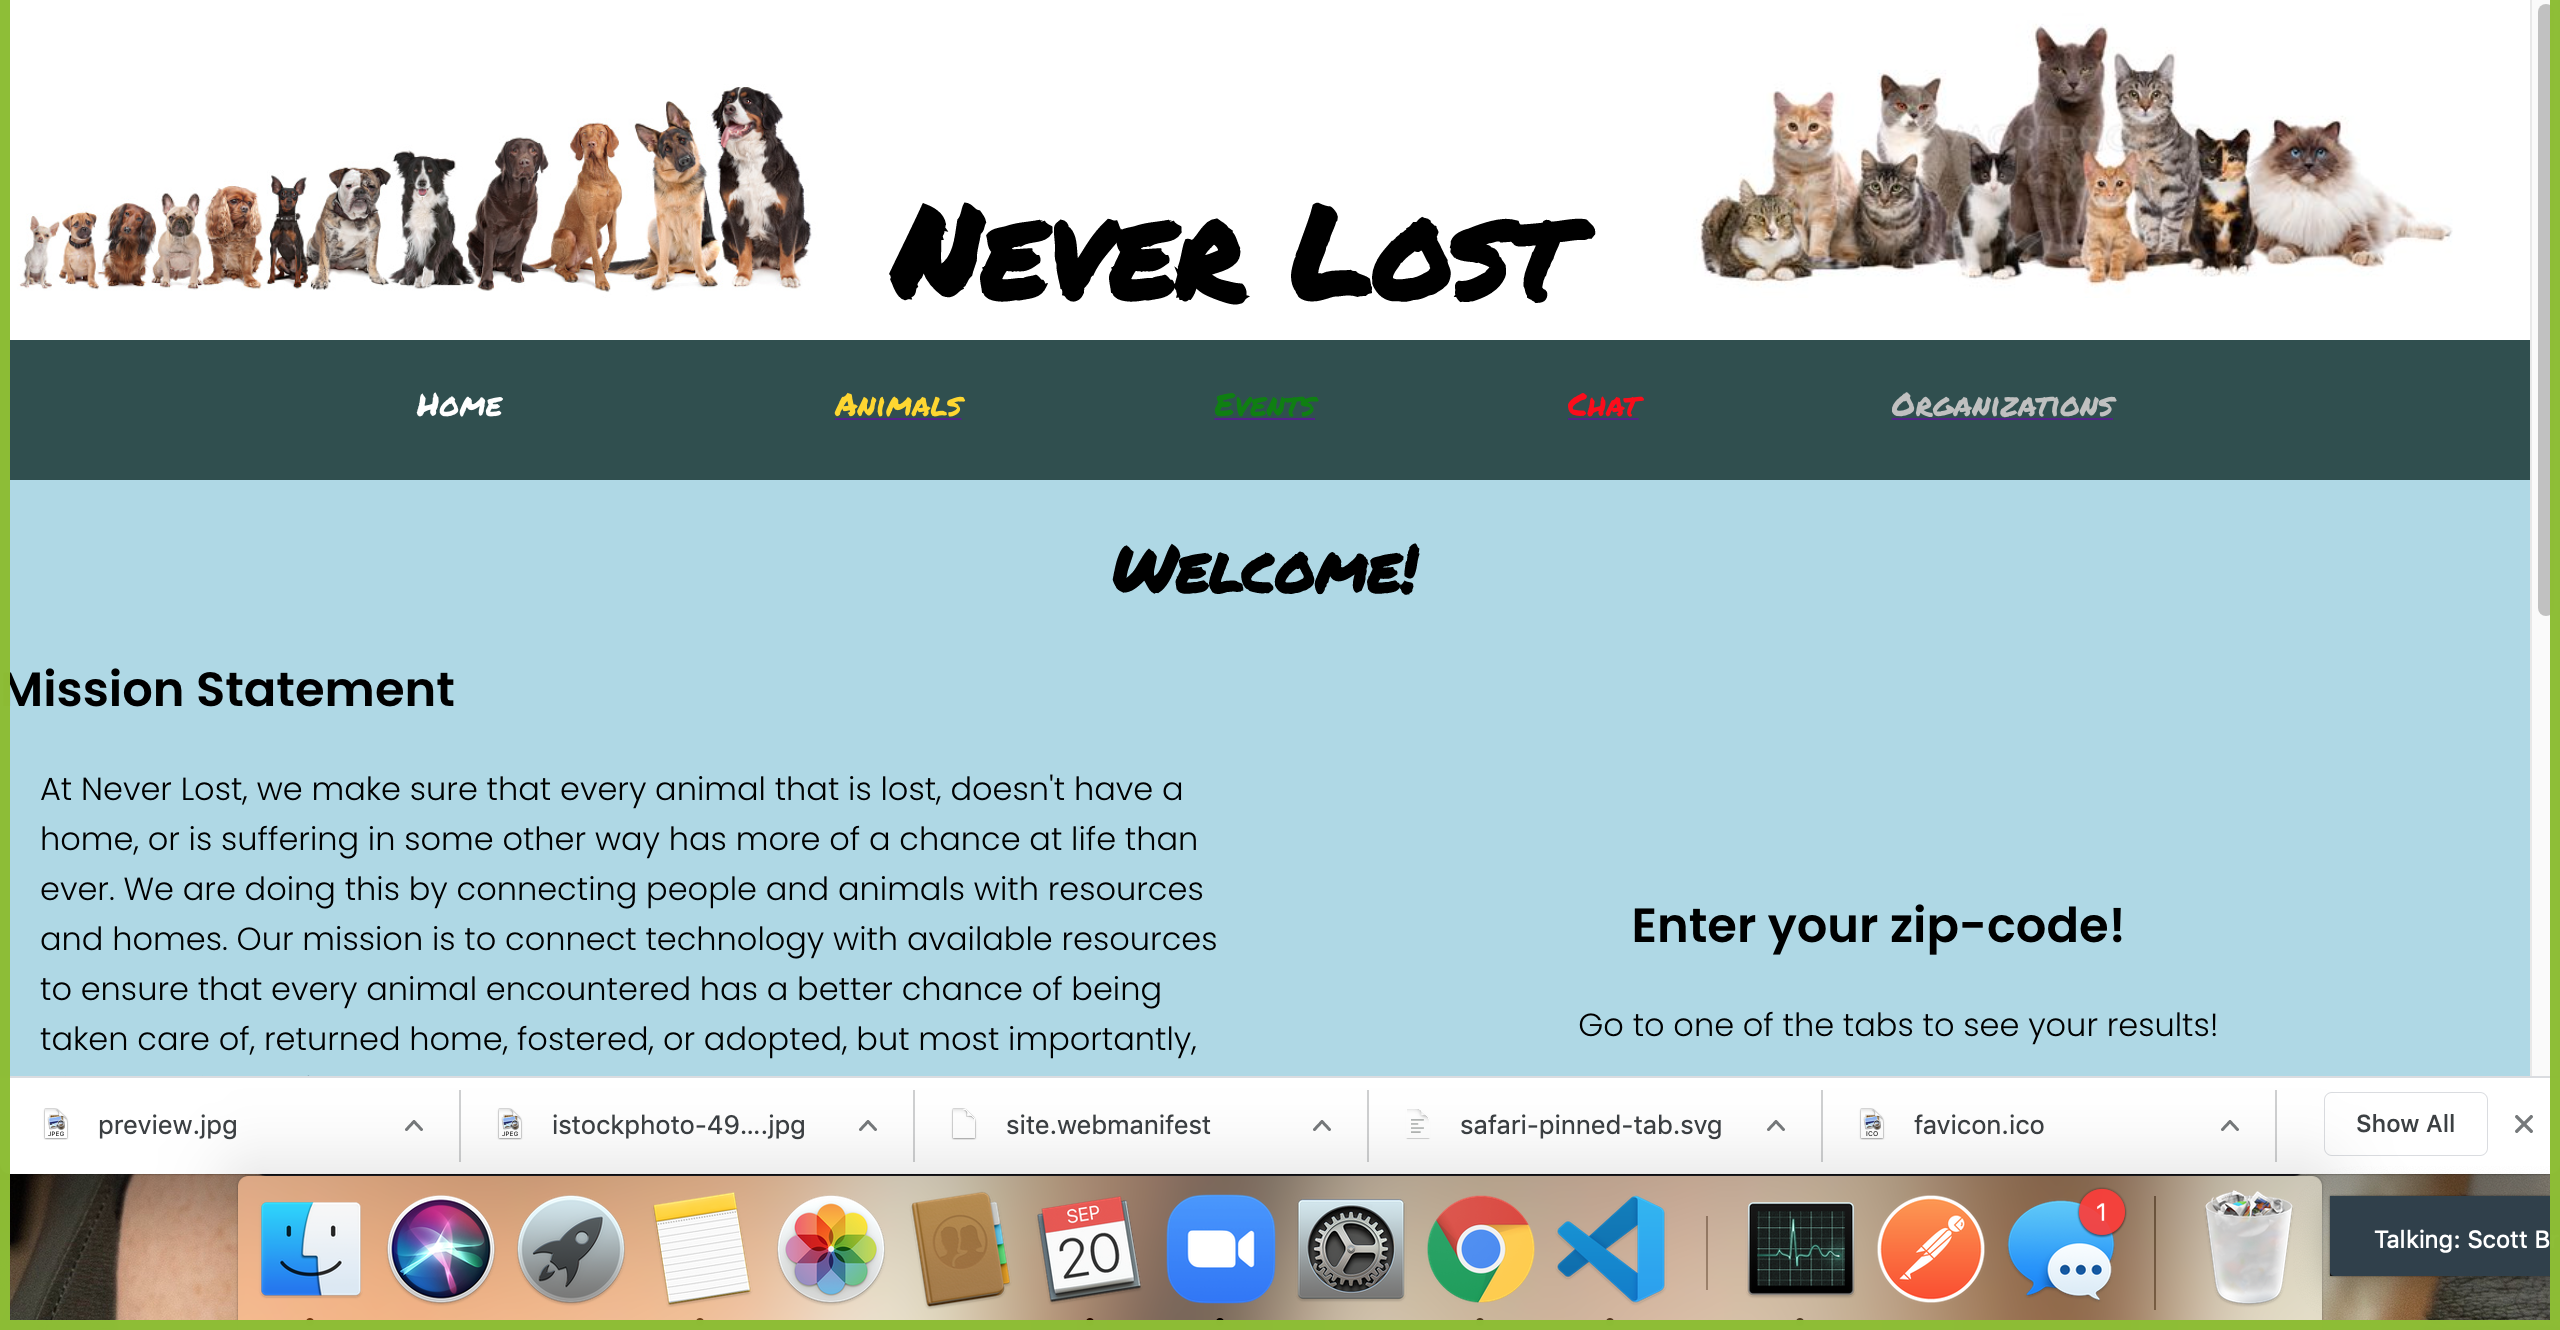 Never Lost
Home Animals Events Chat Organizations
Welcome!
Mission Statement
At Never Lost, we make sure that every animal that is lost, doesn't have a
home, or is suffering in some other way has more of a chance at life than
ever. We are doing this by connecting people and animals with resources
and homes. Our mission is to connect technology with available resources
to ensure that every animal encountered has a better chance of being
taken care of, returned home, fostered, or adopted, but most importantly,
Enter your zip-code!
Go to one of the tabs to see your results!
preview.jpg istockphoto-49....jpg site.webmanifest safari-pinned-tab.svg favicon.ico Show All
SEP
20
1
Talking: Scott B